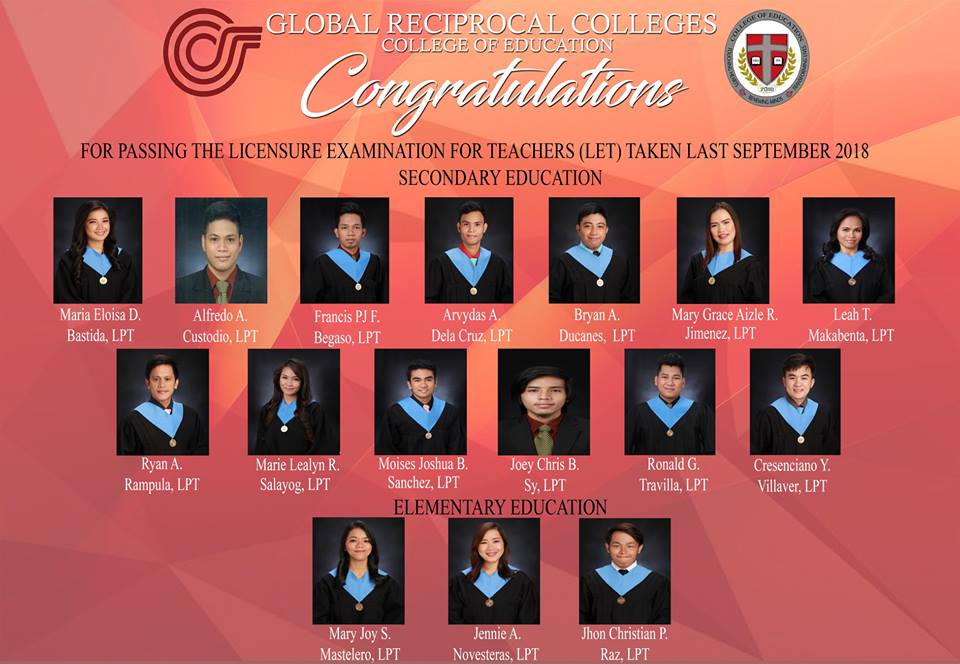 GLOBAL RECIPROCAL COLLEGES
COLLEGE OF EDUCATION
Congratulations
FOR PASSING THE LICENSURE EXAMINATION FOR TEACHERS (LET) TAKEN LAST SEPTEMBER 2018
SECONDARY EDUCATION
Maria Eloisa D.
Bastida, LPT
Alfredo A.
Custodio, LPT
Francis PJ F.
Begaso, LPT
Arvydas A.
Dela Cruz, LPT
Bryan A.
Ducanes, LPT
Mary Grace Aizle R.
Jimenez, LPT
Leah T.
Makabenta, LPT
Ryan A.
Rampula, LPT
Marie Lealyn R.
Salayog, LPT
Moises Joshua B.
Sanchez, LPT
Joey Chris B.
Sy, LPT
Ronald G.
Travilla, LPT
Cresenciano Y.
Villaver, LPT
ELEMENTARY EDUCATION
Mary Joy S.
Mastelero, LPT
Jennie A.
Novesteras, LPT
Jhon Christian P.
Raz, LPT